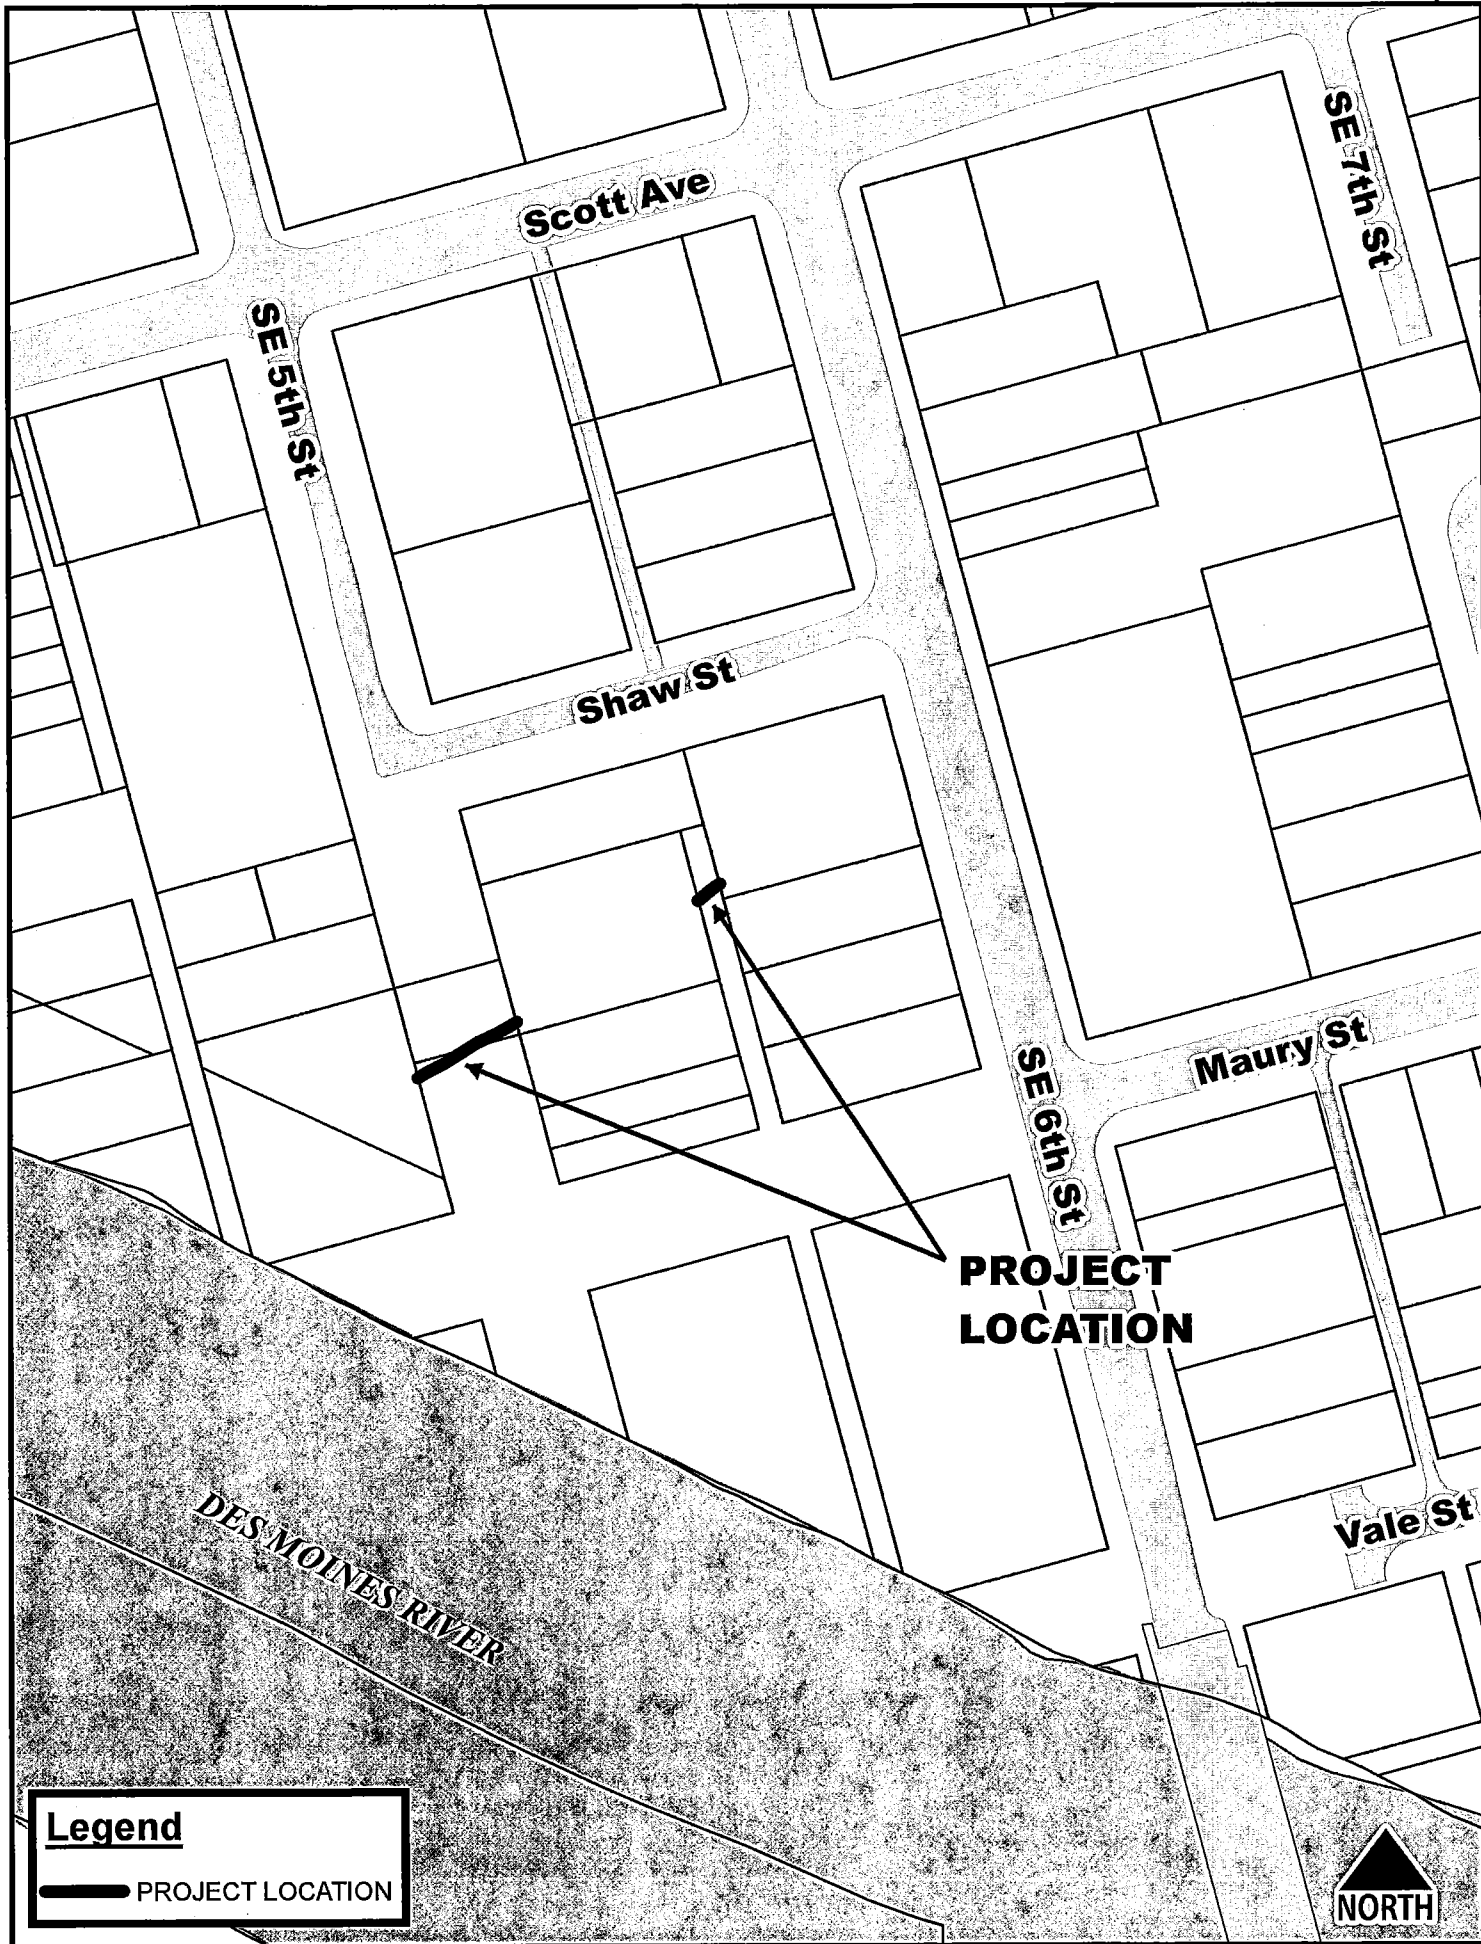 Scott Ave
SE 7th St
SE 5th St
Shaw St
Maury St
SE 6th St
PROJECT
LOCATION
Vale St
DES MOINES RIVER
Legend
PROJECT LOCATION
NORTH